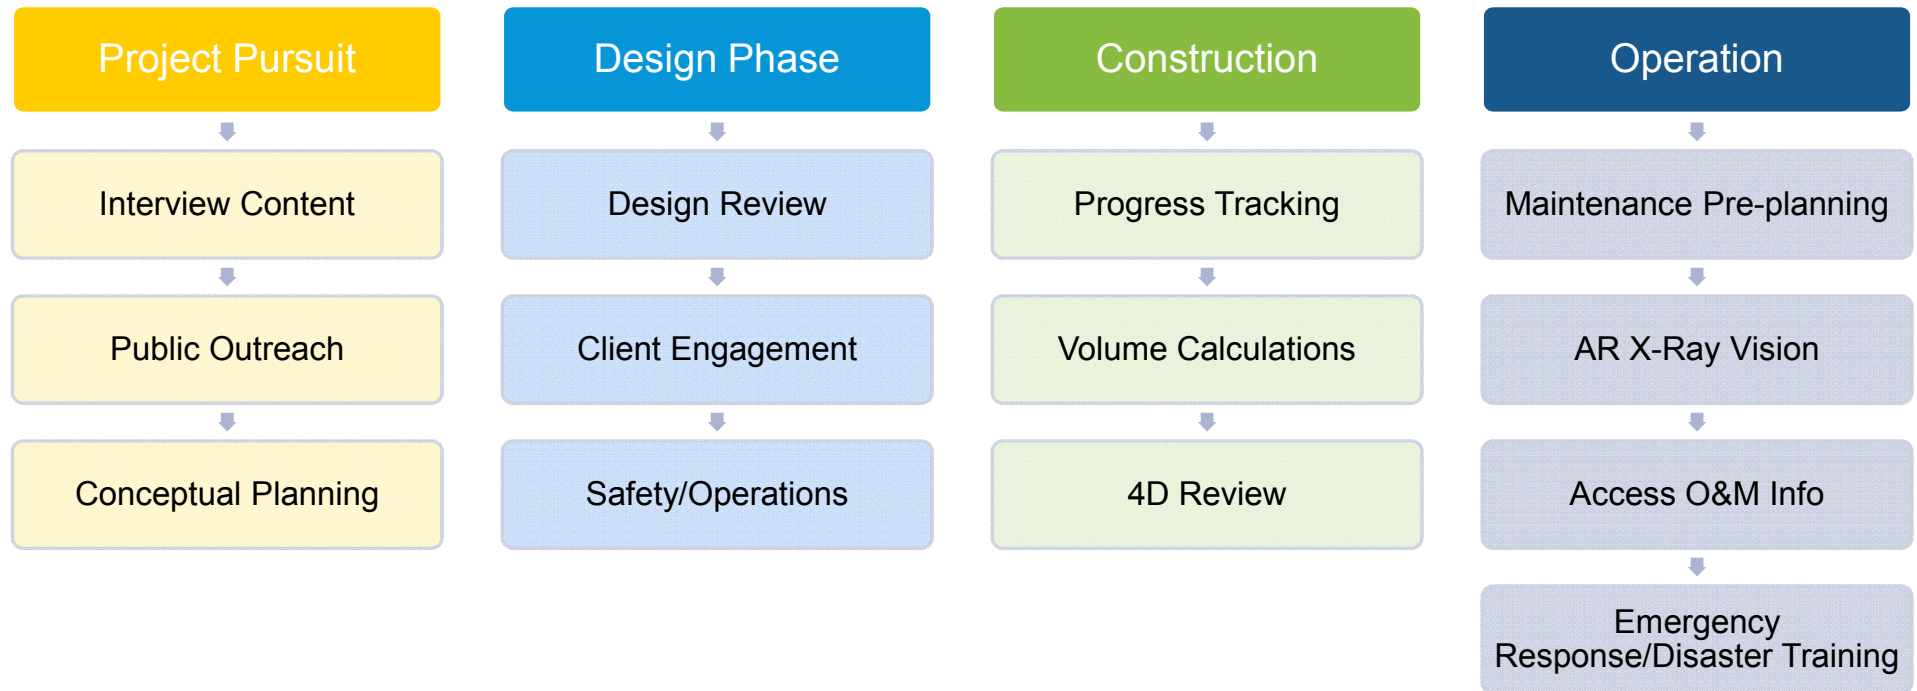 Project Pursuit
Interview Content
Public Outreach
Conceptual Planning
Design Phase
Design Review
Client Engagement
Safety/Operations
Construction
Progress Tracking
Volume Calculations
4D Review
Operation
Maintenance Pre-planning
AR X-Ray Vision
Access O&M Info
Emergency
Response/Disaster Training